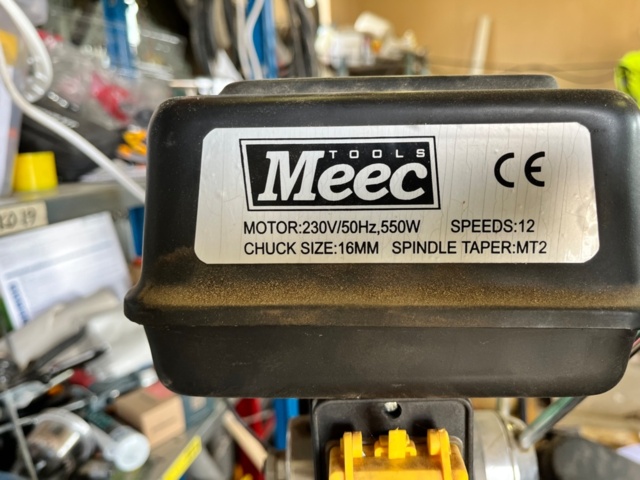 TOOLS
Meec
CE
MOTOR:230V/50Hz,550W SPEEDS:12
CHUCK SIZE:16MM SPINDLE TAPER:MT2